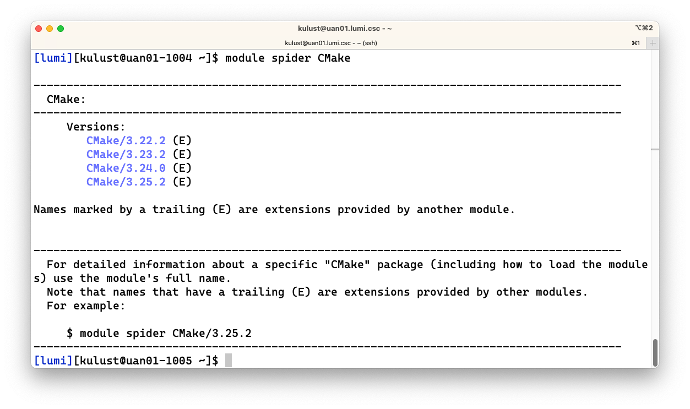 kulust@uan01.lumi.csc - ~
⌥⌘2
kulust@uan01.lumi.csc - ~ (ssh)
⌘1
+
[lumi][kulust@uan01-1004 ~]$ module spider CMake
---------------------------------------------------------------------------------------------
CMake:
---------------------------------------------------------------------------------------------
Versions:
CMake/3.22.2 (E)
CMake/3.23.2 (E)
CMake/3.24.0 (E)
CMake/3.25.2 (E)
Names marked by a trailing (E) are extensions provided by another module.
---------------------------------------------------------------------------------------------
For detailed information about a specific "CMake" package (including how to load the module
s) use the module's full name.
Note that names that have a trailing (E) are extensions provided by other modules.
For example:
$ module spider CMake/3.25.2
---------------------------------------------------------------------------------------------
[lumi][kulust@uan01-1005 ~]$